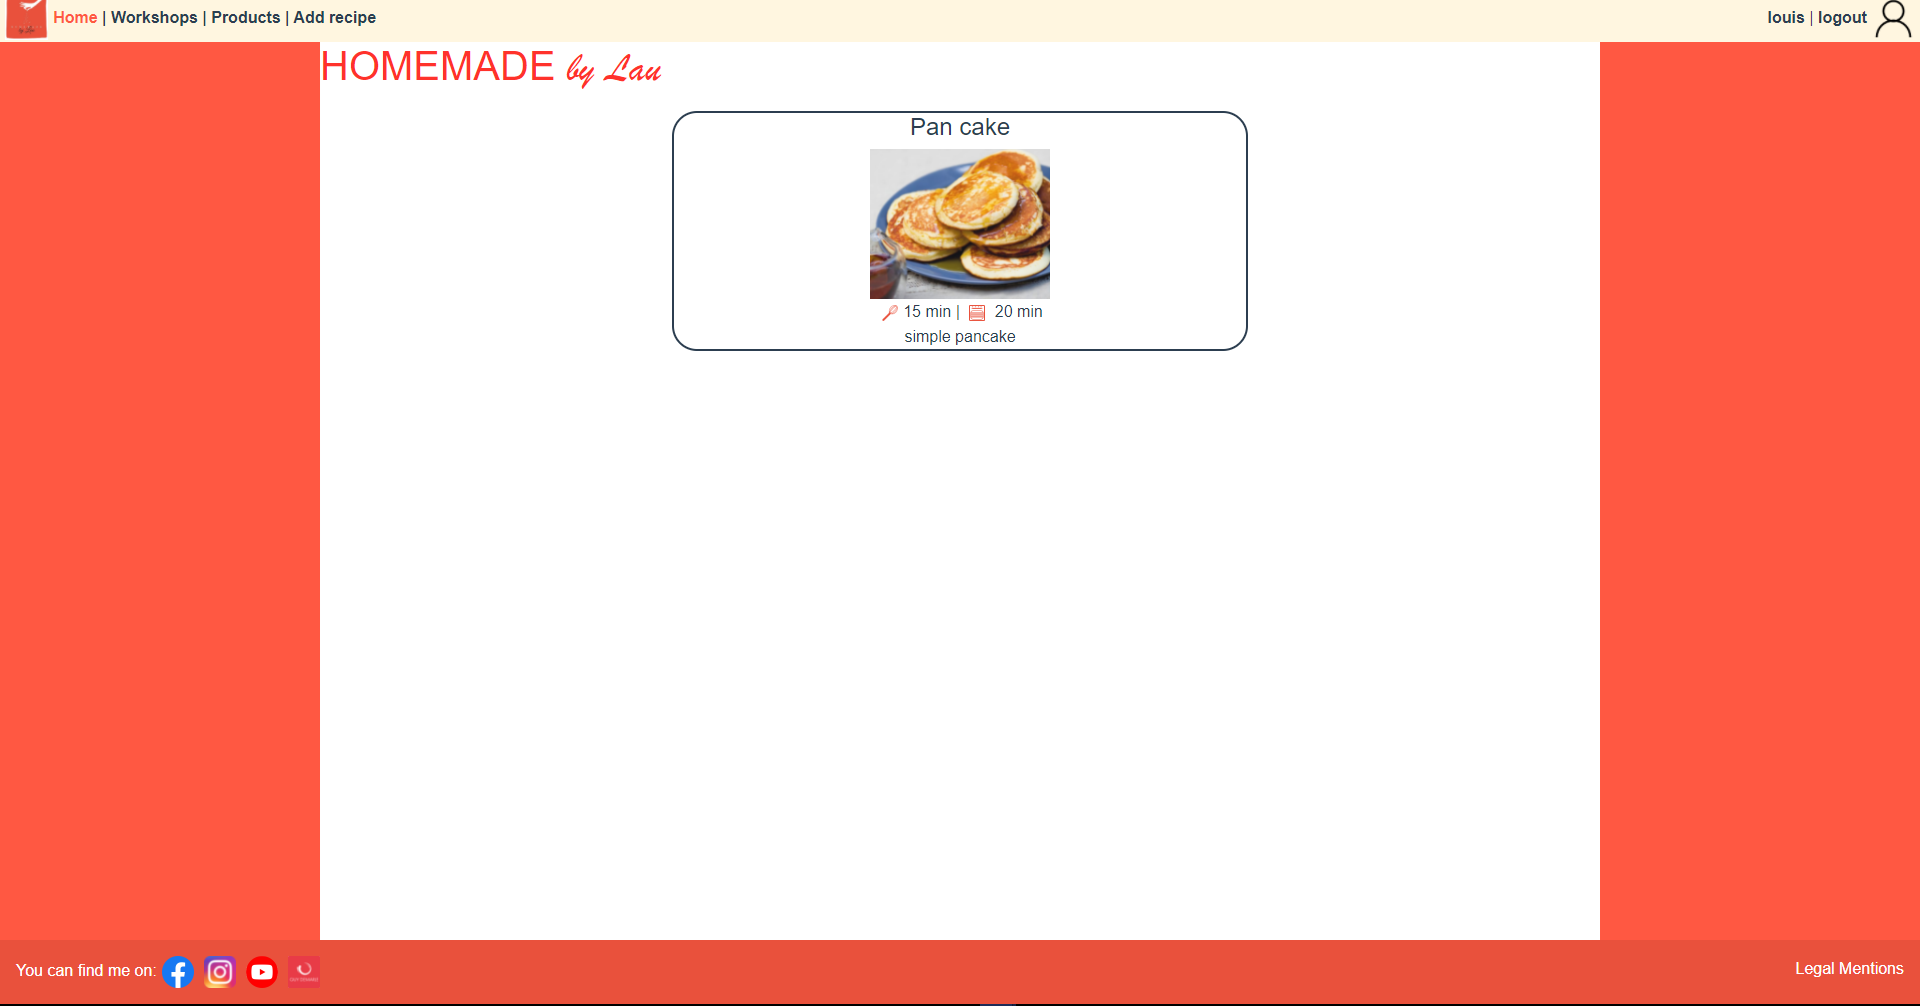 Home | Workshops | Products | Add recipe
louis | logout
HOMEMADE by Lau
Pan cake
15 min | 20 min
simple pancake
You can find me on:
Legal Mentions